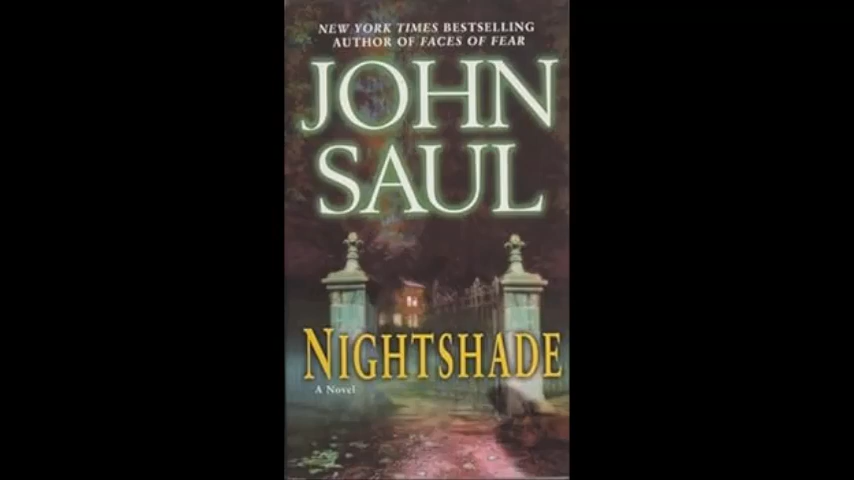 NEW YORK TIMES BESTSELLING
AUTHOR OF FACES OF FEAR
JOHN
SAUL
NIGHTSHADE
A Novel